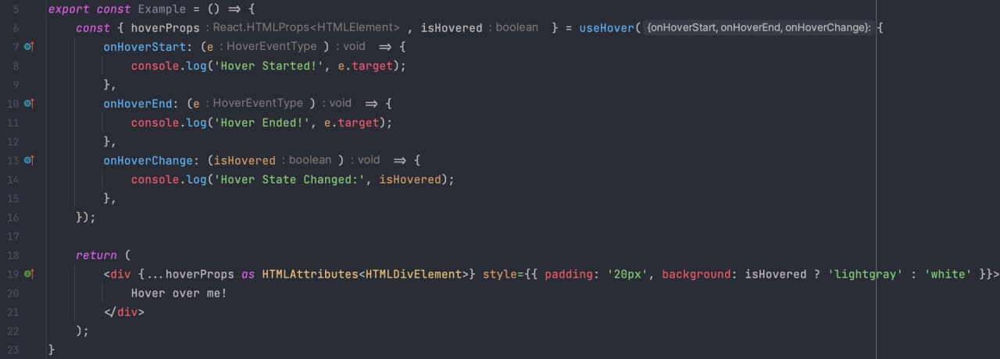 5 export const Example = () => {
6 const { hoverProps : React.HTMLProps<HTMLElement> , isHovered : boolean } = useHover( {onHoverStart, onHoverEnd, onHoverChange}: {
7 onHoverStart: (e : HoverEventType ) : void => {
8 console.log('Hover Started!', e.target);
9 },
10 onHoverEnd: (e : HoverEventType ) : void => {
11 console.log('Hover Ended!', e.target);
12 },
13 onHoverChange: (isHovered : boolean ) : void => {
14 console.log('Hover State Changed:', isHovered);
15 },
16 });
17
18 return (
19 <div {...hoverProps as HTMLAttributes<HTMLDivElement>} style={{ padding: '20px', background: isHovered ? 'lightgray' : 'white' }}>
20 Hover over me!
21 </div>
22 );
23 }